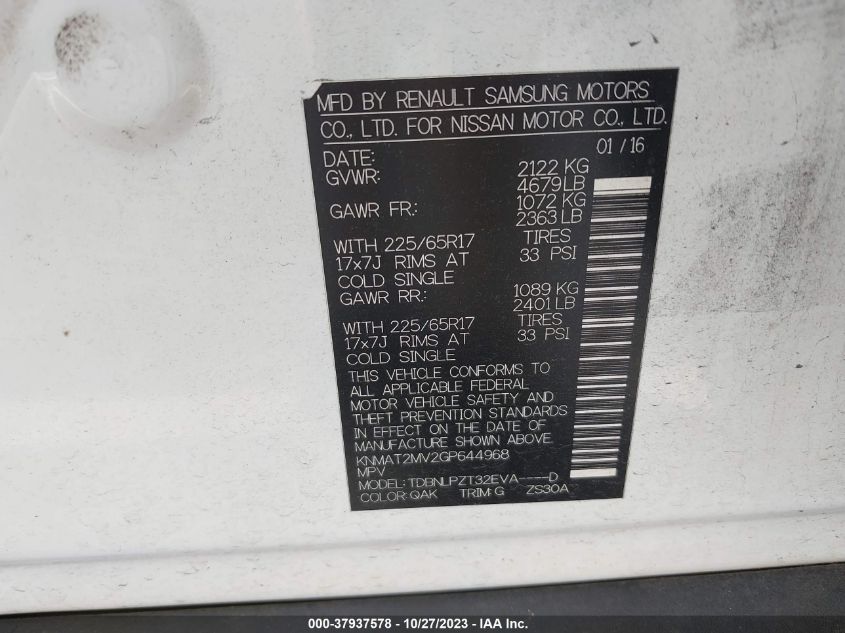 MFD BY RENAULT SAMSUNG MOTORS
CO., LTD. FOR NISSAN MOTOR CO., LTD.
DATE: 01 / 16
GVWR: 2122 KG
4679 LB
GAWR FR.: 1072 KG
2363 LB
WITH 225/65R17 TIRES
17x7J RIMS AT 33 PSI
COLD SINGLE
GAWR RR.: 1089 KG
2401 LB
WITH 225/65R17 TIRES
17x7J RIMS AT 33 PSI
COLD SINGLE
THIS VEHICLE CONFORMS TO
ALL APPLICABLE FEDERAL
MOTOR VEHICLE SAFETY AND
THEFT PREVENTION STANDARDS
IN EFFECT ON THE DATE OF
MANUFACTURE SHOWN ABOVE.
KNMAT2MV2GP644968
MPV
MODEL: TDBNLPZT32EVA----D
COLOR: QAK TRIM: G ZS30A
000-37937578 - 10/27/2023 - Copyright © IAA, Inc.